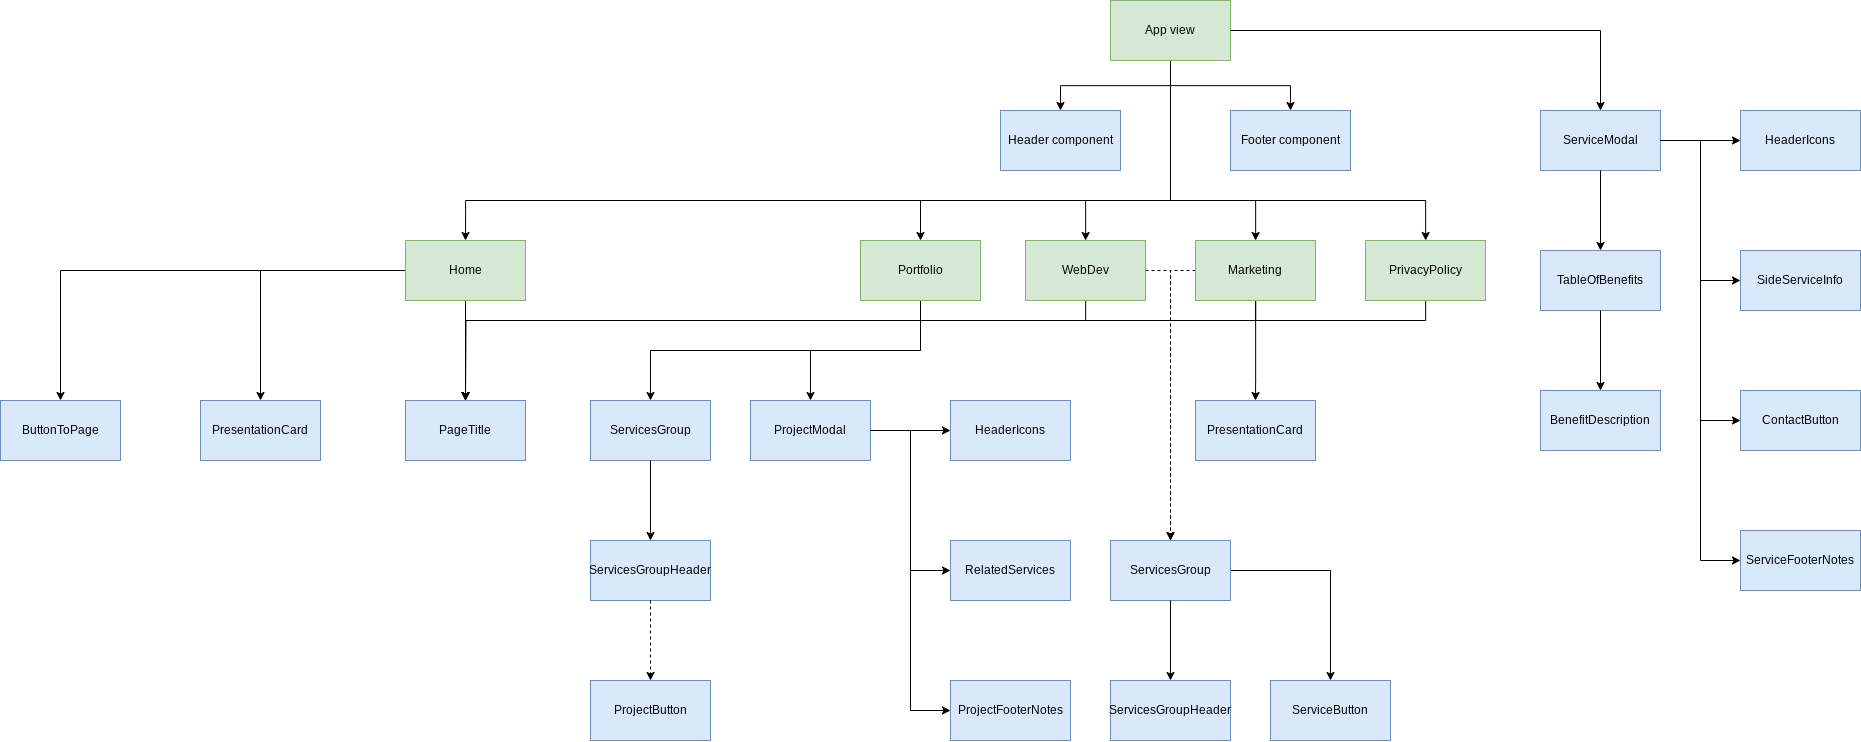 App view
Header component
Footer component
ServiceModal
HeaderIcons
Home
Portfolio
WebDev
Marketing
PrivacyPolicy
TableOfBenefits
SideServiceInfo
ButtonToPage
PresentationCard
PageTitle
ServicesGroup
ProjectModal
HeaderIcons
PresentationCard
BenefitDescription
ContactButton
ServicesGroupHeader
RelatedServices
ServicesGroup
ServiceFooterNotes
ProjectButton
ProjectFooterNotes
ServicesGroupHeader
ServiceButton